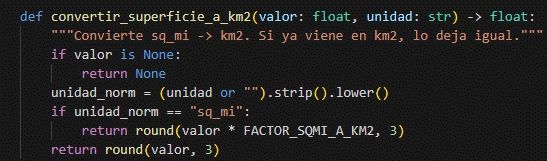 def convertir_superficie_a_km2(valor: float, unidad: str) -> float:
    """Convierte sq_mi -> km2. Si ya viene en km2, lo deja igual."""
    if valor is None:
        return None
    unidad_norm = (unidad or "").strip().lower()
    if unidad_norm == "sq_mi":
        return round(valor * FACTOR_SQMI_A_KM2, 3)
    return round(valor, 3)